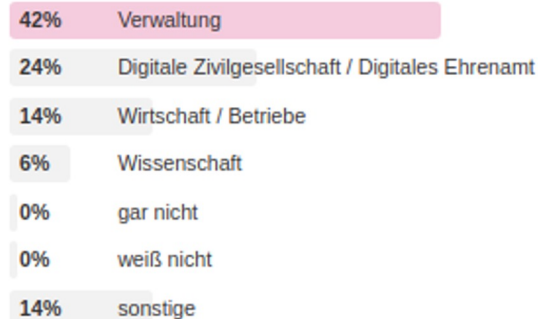 42% Verwaltung
24% Digitale Zivilgesellschaft / Digitales Ehrenamt
14% Wirtschaft / Betriebe
6% Wissenschaft
0% gar nicht
0% weiß nicht
14% sonstige